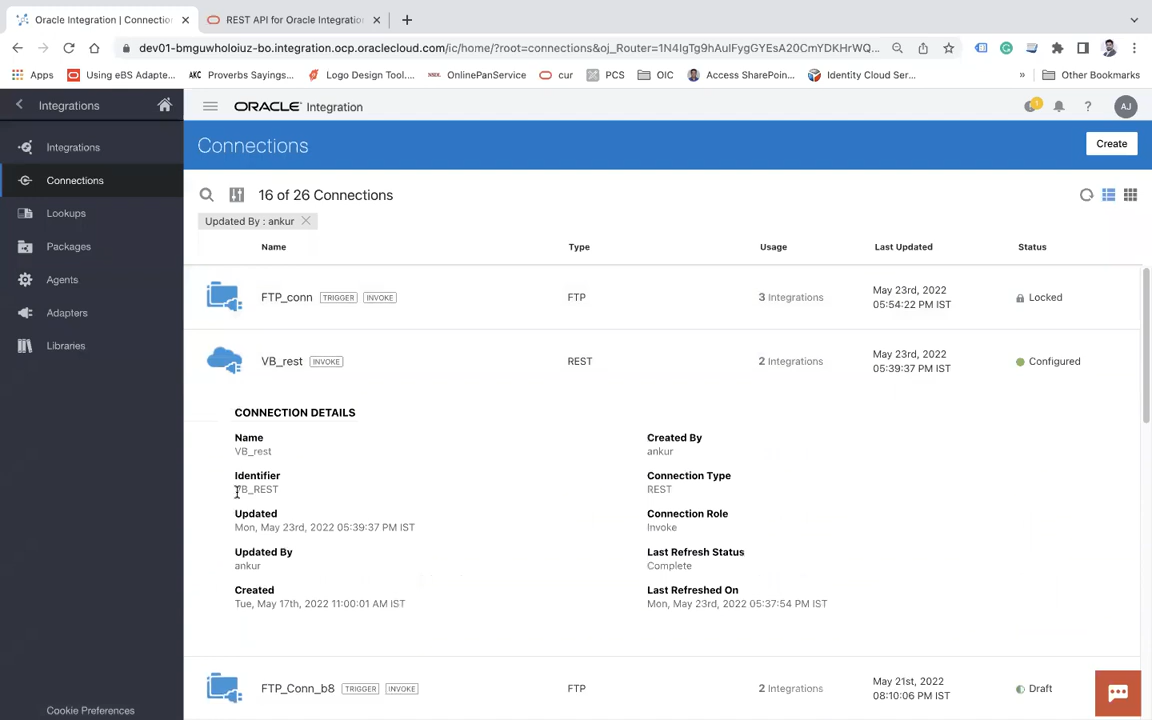 Oracle Integration | Connectio
REST API for Oracle Integratio
dev01-bmguwholoiuz-bo.integration.ocp.oraclecloud.com/ic/home/?root=connections&oj_Router=1N4IgTg9hAulFygGYEsA20CmYDKHrWQ...
Apps
Using eBS Adapte...
AKC
Proverbs Sayings...
Logo Design Tool....
OnlinePanService
cur
PCS
OIC
Access SharePoin...
Identity Cloud Ser...
»
Other Bookmarks
Integrations
ORACLE Integration
1
AJ
Integrations
Connections
Lookups
Packages
Agents
Adapters
Libraries
Cookie Preferences
Connections
Create
16 of 26 Connections
Updated By : ankur
Name Type Usage Last Updated Status
FTP_conn TRIGGER INVOKE FTP 3 Integrations May 23rd, 2022 Locked
05:54:22 PM IST
VB_rest INVOKE REST 2 Integrations May 23rd, 2022 Configured
05:39:37 PM IST
CONNECTION DETAILS
Name
VB_rest
Identifier
VB_REST
Updated
Mon, May 23rd, 2022 05:39:37 PM IST
Updated By
ankur
Created
Tue, May 17th, 2022 11:00:01 AM IST
Created By
ankur
Connection Type
REST
Connection Role
Invoke
Last Refresh Status
Complete
Last Refreshed On
Mon, May 23rd, 2022 05:37:54 PM IST
FTP_Conn_b8 TRIGGER INVOKE FTP 2 Integrations May 21st, 2022 Draft
08:10:06 PM IST